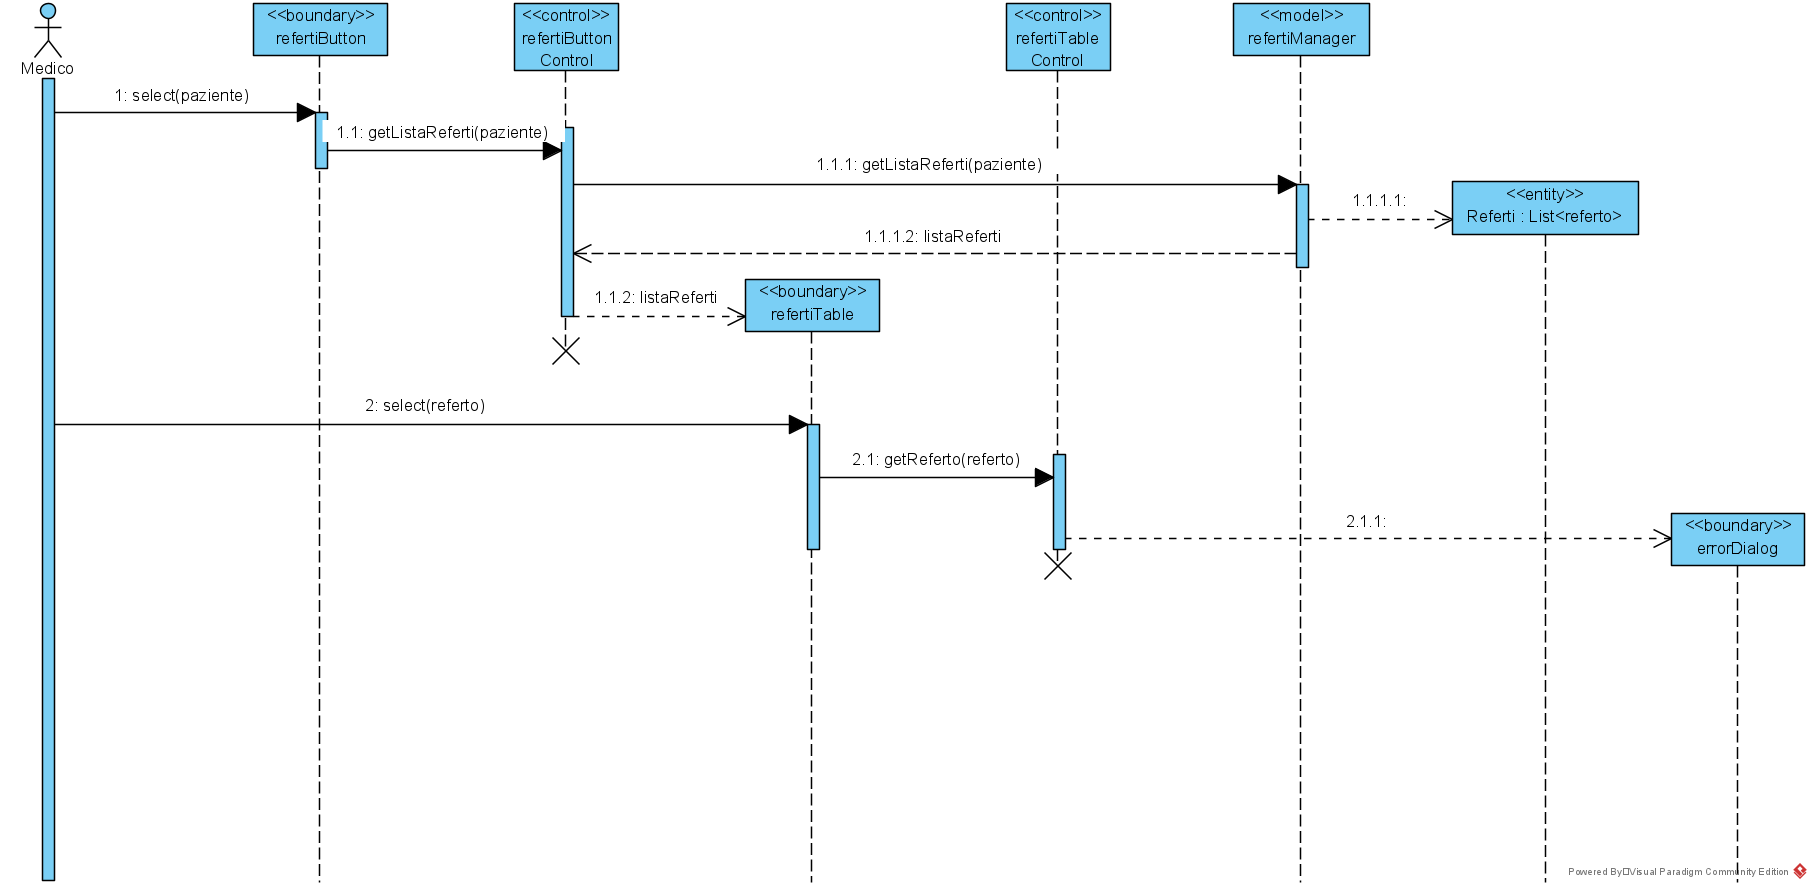 <<boundary>>
refertiButton
<<control>>
refertiButton
Control
<<control>>
refertiTable
Control
<<model>>
refertiManager
Medico
1: select(paziente)
1.1: getListaReferti(paziente)
1.1.1: getListaReferti(paziente)
1.1.1.1:
<<entity>>
Referti : List<referto>
1.1.1.2: listaReferti
1.1.2: listaReferti
<<boundary>>
refertiTable
2: select(referto)
2.1: getReferto(referto)
2.1.1:
<<boundary>>
errorDialog
Powered By□Visual Paradigm Community Edition